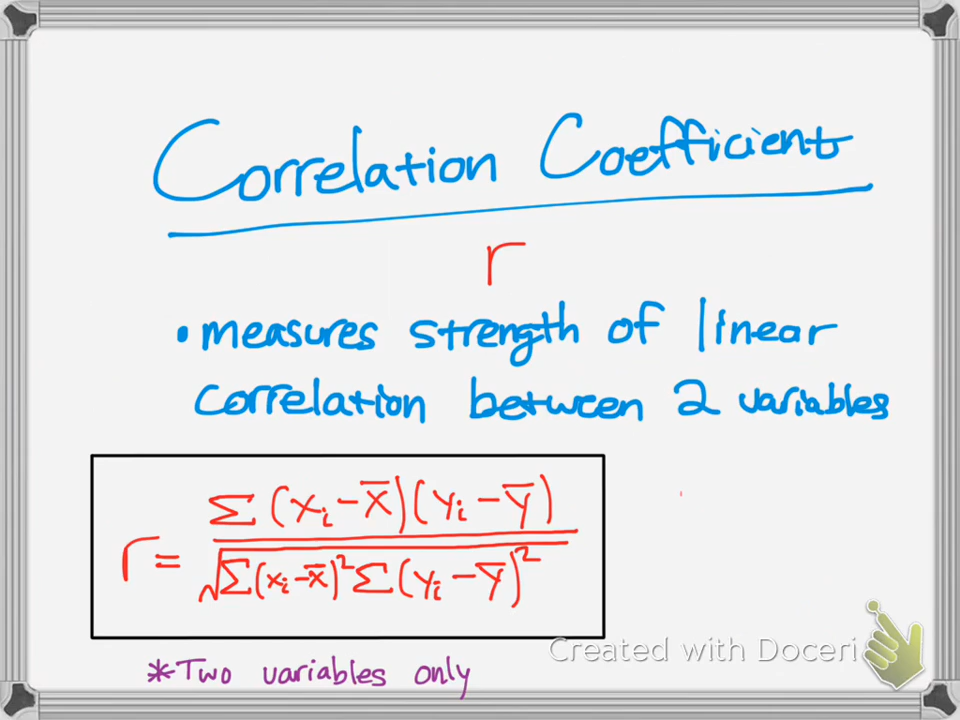 Correlation Coefficient
r
• measures strength of linear
correlation between 2 variables
r = Σ(xᵢ - x̄)(yᵢ - ȳ) / √Σ(xᵢ - x̄)² Σ(yᵢ - ȳ)²
*Two variables only
Created with Doceri